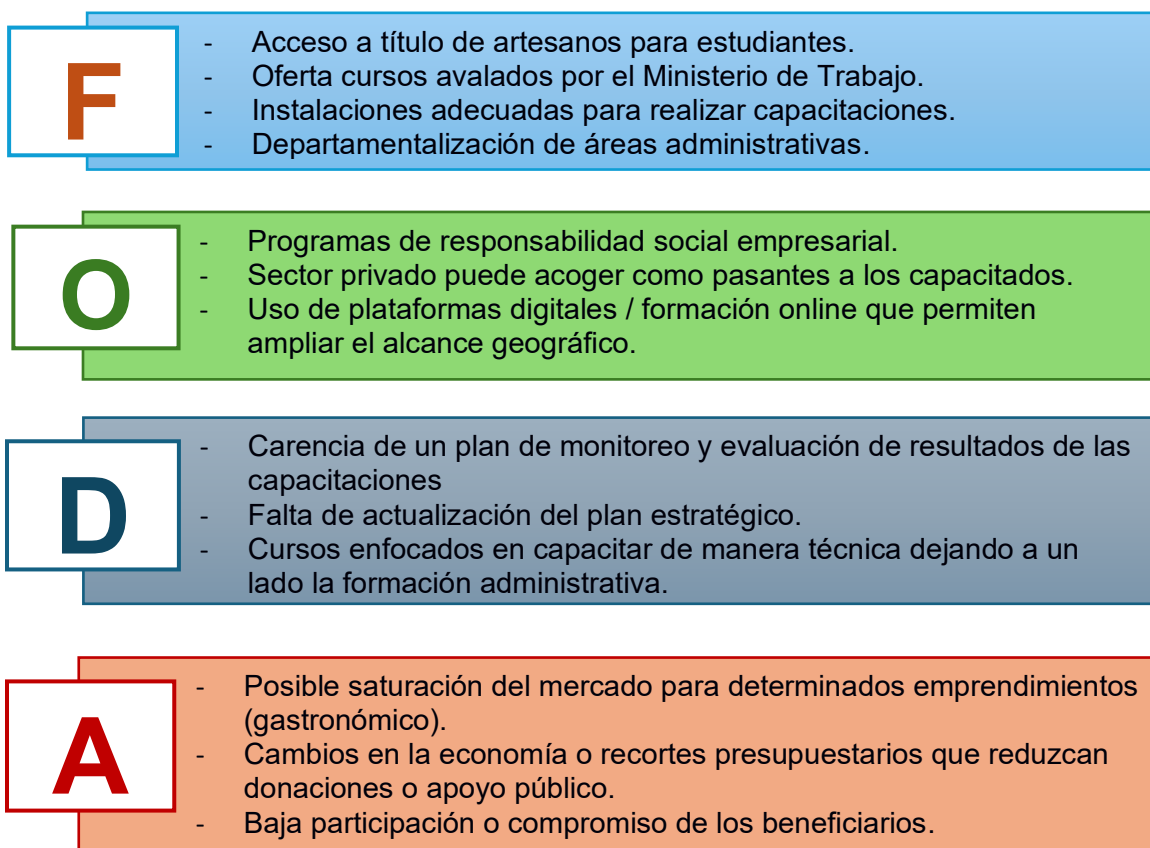 F
- Acceso a título de artesanos para estudiantes.
- Oferta cursos avalados por el Ministerio de Trabajo.
- Instalaciones adecuadas para realizar capacitaciones.
- Departamentalización de áreas administrativas.
O
- Programas de responsabilidad social empresarial.
- Sector privado puede acoger como pasantes a los capacitados.
- Uso de plataformas digitales / formación online que permiten
ampliar el alcance geográfico.
D
- Carencia de un plan de monitoreo y evaluación de resultados de las
capacitaciones
- Falta de actualización del plan estratégico.
- Cursos enfocados en capacitar de manera técnica dejando a un
lado la formación administrativa.
A
- Posible saturación del mercado para determinados emprendimientos
(gastronómico).
- Cambios en la economía o recortes presupuestarios que reduzcan
donaciones o apoyo público.
- Baja participación o compromiso de los beneficiarios.